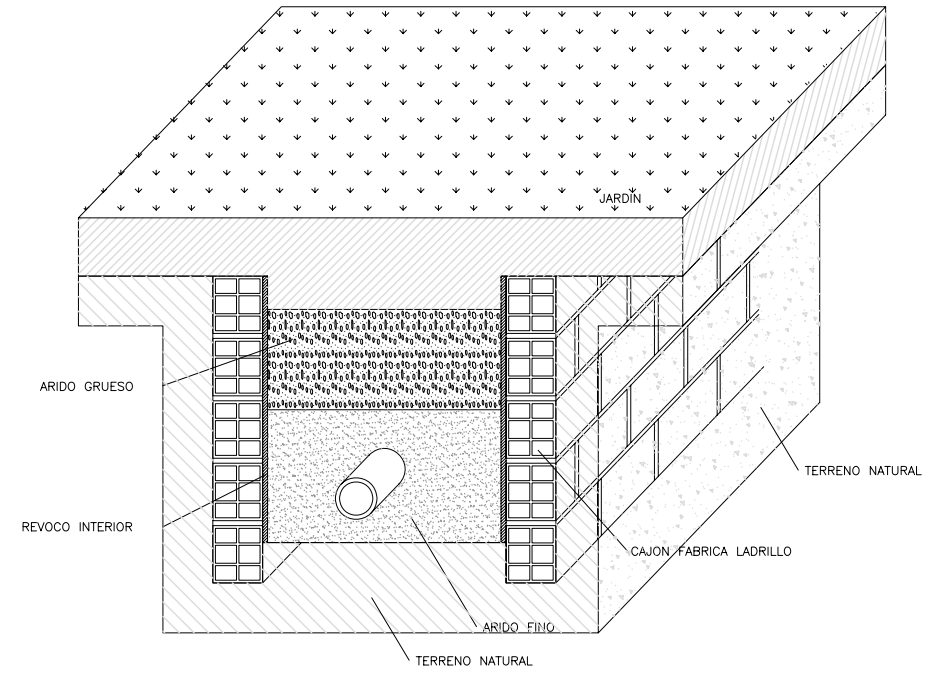 JARDIN
ARIDO GRUESO
TERRENO NATURAL
REVOCO INTERIOR
CAJON FABRICA LADRILLO
ARIDO FINO
TERRENO NATURAL